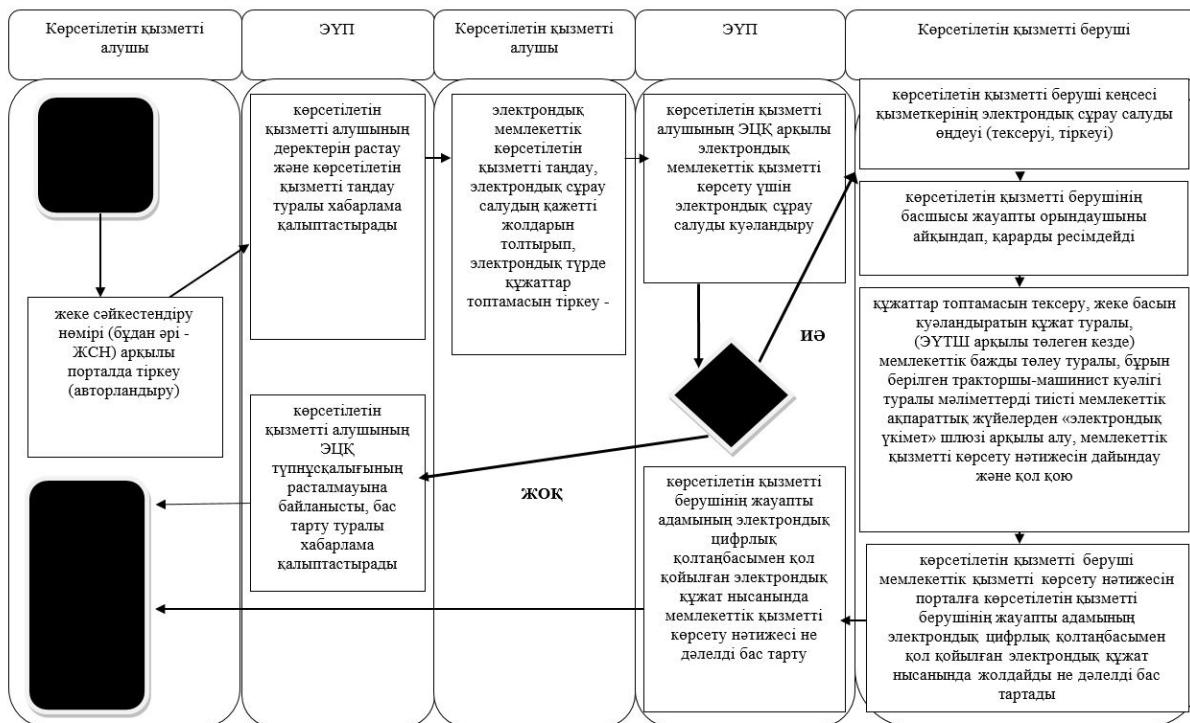 Көрсетілетін қызметті
алушы
ЭҮП
Көрсетілетін қызметті
алушы
ЭҮП
Көрсетілетін қызметті беруші
жеке сәйкестендіру
нөмірі (бұдан әрі -
ЖСН) арқылы
порталда тіркеу
(авторландыру)
көрсетілетін
қызметті алушының
деректерін растау
және көрсетілетін
қызметті таңдау
туралы хабарлама
қалыптастырады
көрсетілетін
қызметті алушының
ЭЦҚ
түпнұсқалығының
расталмауына
байланысты, бас
тарту туралы
хабарлама
қалыптастырады
электрондық
мемлекеттік
көрсетілетін
қызметті таңдау,
электрондық сұрау
салудың қажетті
жолдарын
толтырып,
электрондық түрде
құжаттар
топтамасын тіркеу -
ЖОҚ
көрсетілетін қызметті
алушының ЭЦҚ арқылы
электрондық
мемлекеттік қызметті
көрсету үшін
электрондық сұрау
салуды куәландыру
ИӘ
көрсетілетін қызметті
берушінің жауапты
адамының электрондық
цифрлық
қолтаңбасымен қол
қойылған электрондық
құжат нысанында
мемлекеттік қызметті
көрсету нәтижесі не
дәлелді бас тарту
көрсетілетін қызметті беруші кеңсесі
қызметкерінің электрондық сұрау салуды
өңдеуі (тексеруі, тіркеуі)
көрсетілетін қызметті берушінің
басшысы жауапты орындаушыны
айқындап, қарарды ресімдейді
құжаттар топтамасын тексеру, жеке басын
куәландыратын құжат туралы,
(ЭҮТШ арқылы төлеген кезде)
мемлекеттік бажды төлеу туралы, бұрын
берілген тракторшы-машинист куәлігі
туралы мәліметтерді тиісті мемлекеттік
ақпараттық жүйелерден «электрондық
үкімет» шлюзі арқылы алу, мемлекеттік
қызметті көрсету нәтижесін дайындау
және қол қою
көрсетілетін қызметті беруші
мемлекеттік қызметті көрсету нәтижесін
порталға көрсетілетін қызметті
берушінің жауапты адамының
электрондық цифрлық қолтаңбасымен
қол қойылған электрондық құжат
нысанында жолдайды не дәлелді бас
тартады